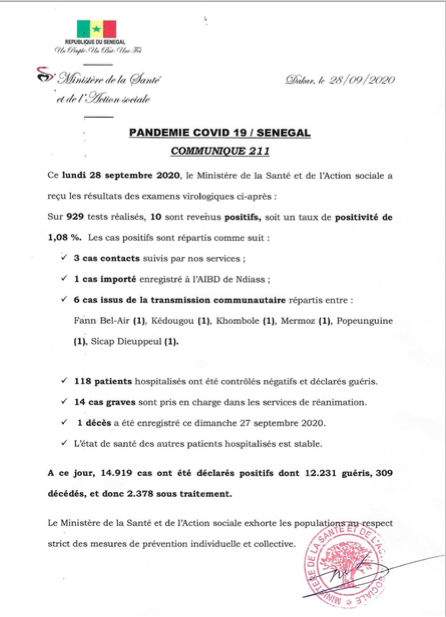 REPUBLIQUE DU SENEGAL
Un Peuple - Un But - Une Foi
Ministère de la Santé
et de l'Action sociale
Dakar, le 28/09/2020
PANDEMIE COVID 19 / SENEGAL
COMMUNIQUE 211
Ce lundi 28 septembre 2020, le Ministère de la Santé et de l'Action sociale a
reçu les résultats des examens virologiques ci-après :
Sur 929 tests réalisés, 10 sont revenus positifs, soit un taux de positivité de
1,08 %. Les cas positifs sont répartis comme suit :
✓ 3 cas contacts suivis par nos services ;
✓ 1 cas importé enregistré à l'AIBD de Ndiass ;
✓ 6 cas issus de la transmission communautaire répartis entre :
Fann Bel-Air (1), Kédougou (1), Khombole (1), Mermoz (1), Popeunguine
(1), Sicap Dieuppeul (1).
✓ 118 patients hospitalisés ont été contrôlés négatifs et déclarés guéris.
✓ 14 cas graves sont pris en charge dans les services de réanimation.
✓ 1 décès a été enregistré ce dimanche 27 septembre 2020.
✓ L'état de santé des autres patients hospitalisés est stable.
A ce jour, 14.919 cas ont été déclarés positifs dont 12.231 guéris, 309
décédés, et donc 2.378 sous traitement.
Le Ministère de la Santé et de l'Action sociale exhorte les populations au respect
strict des mesures de prévention individuelle et collective.
MINISTERE DE LA SANTE ET DE L'ACTION SOCIALE